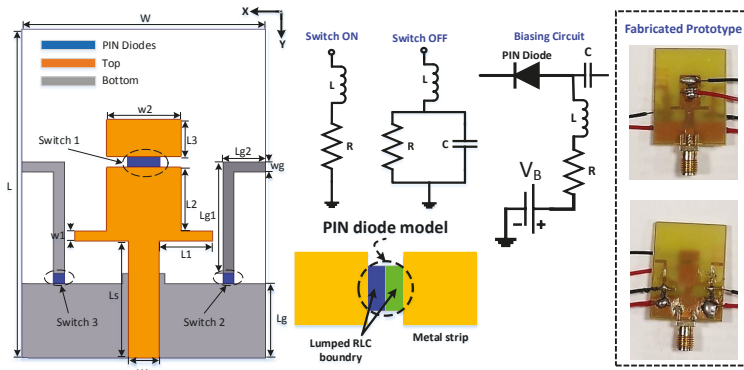 W
X
Y
PIN Diodes
Top
Bottom
w2
Switch 1
L3
Lg2
wg
L
L2
Lg1
w1
L1
Ls
Lg
Switch 3
Switch 2
Switch ON
L
R
Switch OFF
L
R
C
Biasing Circuit
PIN Diode
C
L
R
VB
- +
PIN diode model
Lumped RLC
boundry
Metal strip
Fabricated Prototype